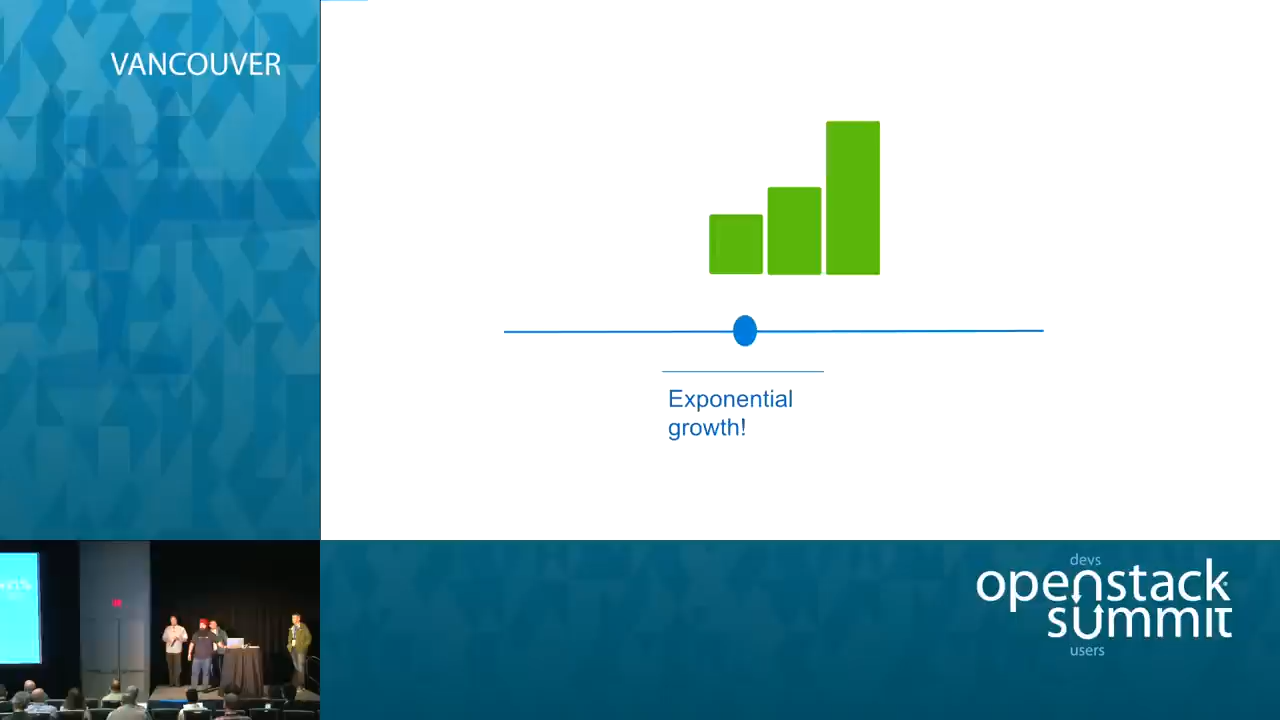 VANCOUVER
Exponential
growth!
devs
openstack
summit
users